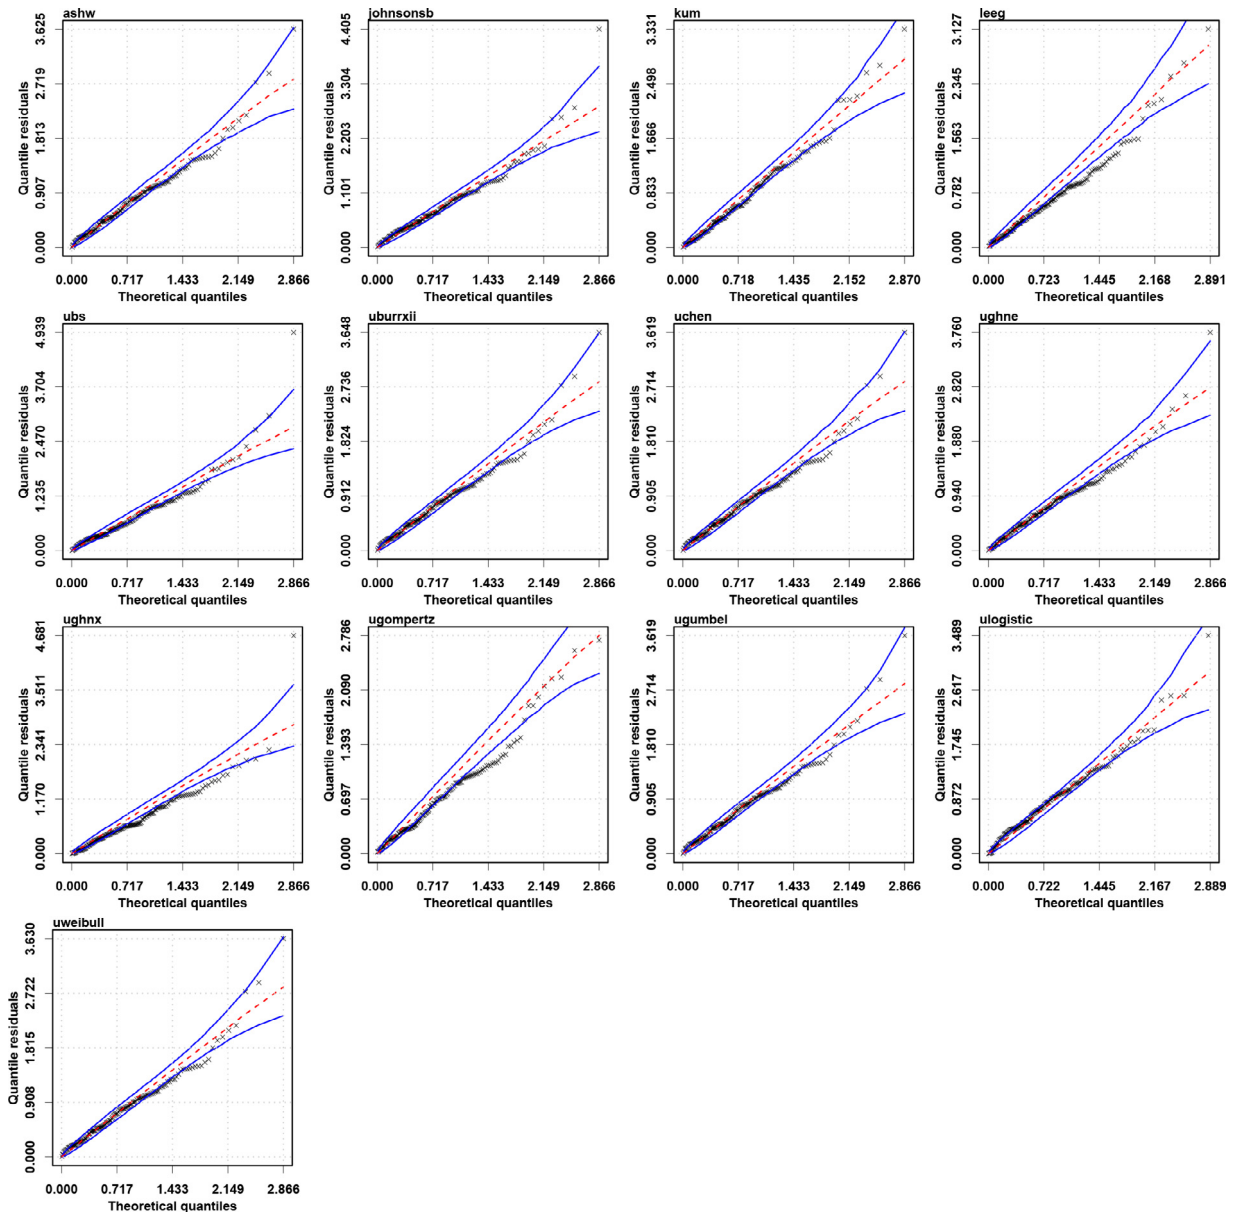 ashw
johnsonsb
kum
leeg
Quantile residuals
3.625
2.719
1.813
0.907
0.000
0.000 0.717 1.433 2.149 2.866
Theoretical quantiles
Quantile residuals
4.405
3.304
2.203
1.101
0.000
0.000 0.717 1.433 2.149 2.866
Theoretical quantiles
Quantile residuals
3.331
2.498
1.666
0.833
0.000
0.000 0.718 1.435 2.152 2.870
Theoretical quantiles
Quantile residuals
3.127
2.345
1.563
0.782
0.000
0.000 0.723 1.445 2.168 2.891
Theoretical quantiles
ubs
uburrxii
uchen
ughne
Quantile residuals
4.939
3.704
2.470
1.235
0.000
0.000 0.717 1.433 2.149 2.866
Theoretical quantiles
Quantile residuals
3.648
2.736
1.824
0.912
0.000
0.000 0.717 1.433 2.149 2.866
Theoretical quantiles
Quantile residuals
3.619
2.714
1.810
0.905
0.000
0.000 0.717 1.433 2.149 2.866
Theoretical quantiles
Quantile residuals
3.760
2.820
1.880
0.940
0.000
0.000 0.717 1.433 2.149 2.866
Theoretical quantiles
ughnx
ugompertz
ugumbel
ulogistic
Quantile residuals
4.681
3.511
2.341
1.170
0.000
0.000 0.717 1.433 2.149 2.866
Theoretical quantiles
Quantile residuals
2.786
2.090
1.393
0.697
0.000
0.000 0.717 1.433 2.149 2.866
Theoretical quantiles
Quantile residuals
3.619
2.714
1.810
0.905
0.000
0.000 0.717 1.433 2.149 2.866
Theoretical quantiles
Quantile residuals
3.489
2.617
1.745
0.872
0.000
0.000 0.722 1.445 2.167 2.889
Theoretical quantiles
uweibull
Quantile residuals
3.630
2.722
1.815
0.908
0.000
0.000 0.717 1.433 2.149 2.866
Theoretical quantiles